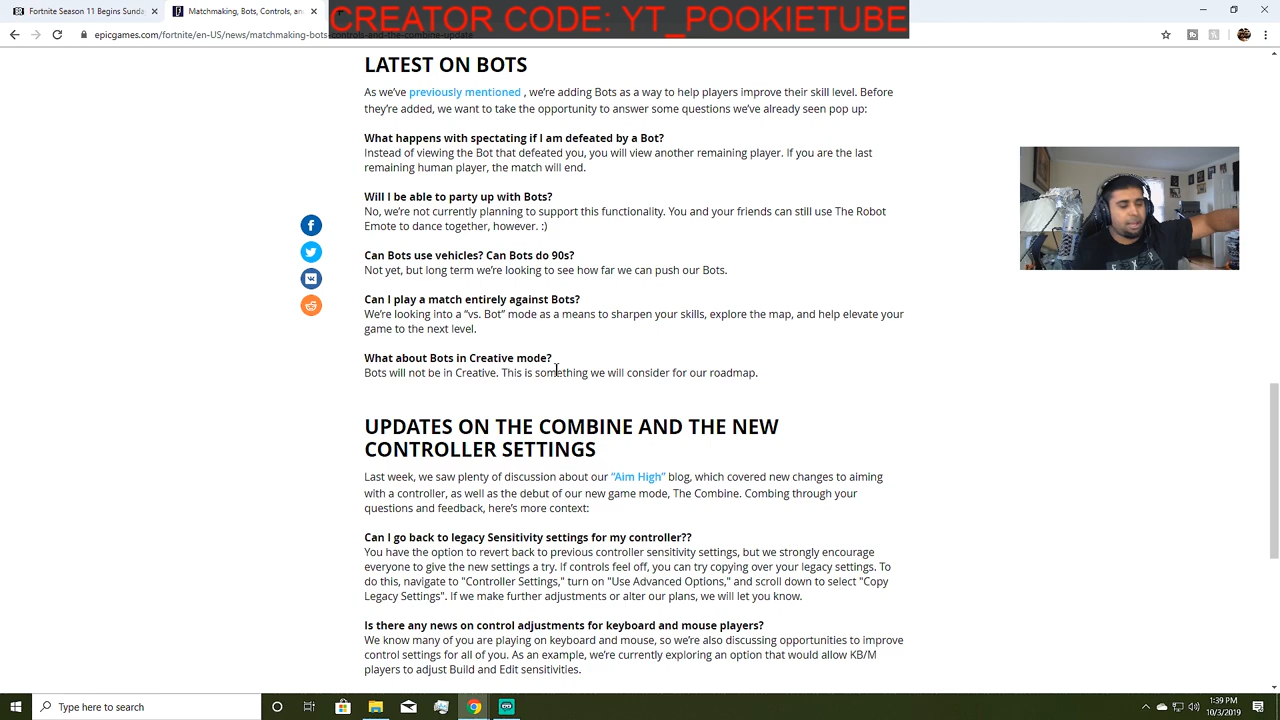 Fortnite Season 11 Begins Sunda
Matchmaking, Bots, Controls, an
CREATOR CODE: YT_POOKIETUBE
epicgames.com/fortnite/en-US/news/matchmaking-bots-controls-and-the-combine-update
LATEST ON BOTS
As we've previously mentioned , we're adding Bots as a way to help players improve their skill level. Before
they're added, we want to take the opportunity to answer some questions we've already seen pop up:
What happens with spectating if I am defeated by a Bot?
Instead of viewing the Bot that defeated you, you will view another remaining player. If you are the last
remaining human player, the match will end.
Will I be able to party up with Bots?
No, we're not currently planning to support this functionality. You and your friends can still use The Robot
Emote to dance together, however. :)
Can Bots use vehicles? Can Bots do 90s?
Not yet, but long term we're looking to see how far we can push our Bots.
Can I play a match entirely against Bots?
We're looking into a “vs. Bot” mode as a means to sharpen your skills, explore the map, and help elevate your
game to the next level.
What about Bots in Creative mode?
Bots will not be in Creative. This is something we will consider for our roadmap.
UPDATES ON THE COMBINE AND THE NEW
CONTROLLER SETTINGS
Last week, we saw plenty of discussion about our “Aim High” blog, which covered new changes to aiming
with a controller, as well as the debut of our new game mode, The Combine. Combing through your
questions and feedback, here's more context:
Can I go back to legacy Sensitivity settings for my controller??
You have the option to revert back to previous controller sensitivity settings, but we strongly encourage
everyone to give the new settings a try. If controls feel off, you can try copying over your legacy settings. To
do this, navigate to "Controller Settings," turn on "Use Advanced Options," and scroll down to select "Copy
Legacy Settings". If we make further adjustments or alter our plans, we will let you know.
Is there any news on control adjustments for keyboard and mouse players?
We know many of you are playing on keyboard and mouse, so we're also discussing opportunities to improve
control settings for all of you. As an example, we're currently exploring an option that would allow KB/M
players to adjust Build and Edit sensitivities.
Type here to search
1:39 PM
10/3/2019